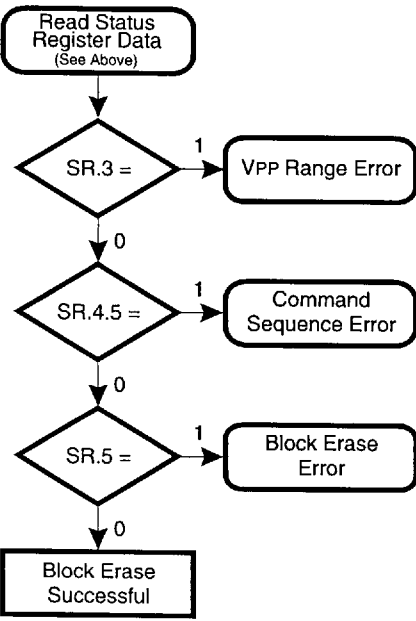 Read Status
Register Data
(See Above)
SR.3 =
1
VPP Range Error
0
SR.4.5 =
1
Command
Sequence Error
0
SR.5 =
1
Block Erase
Error
0
Block Erase
Successful